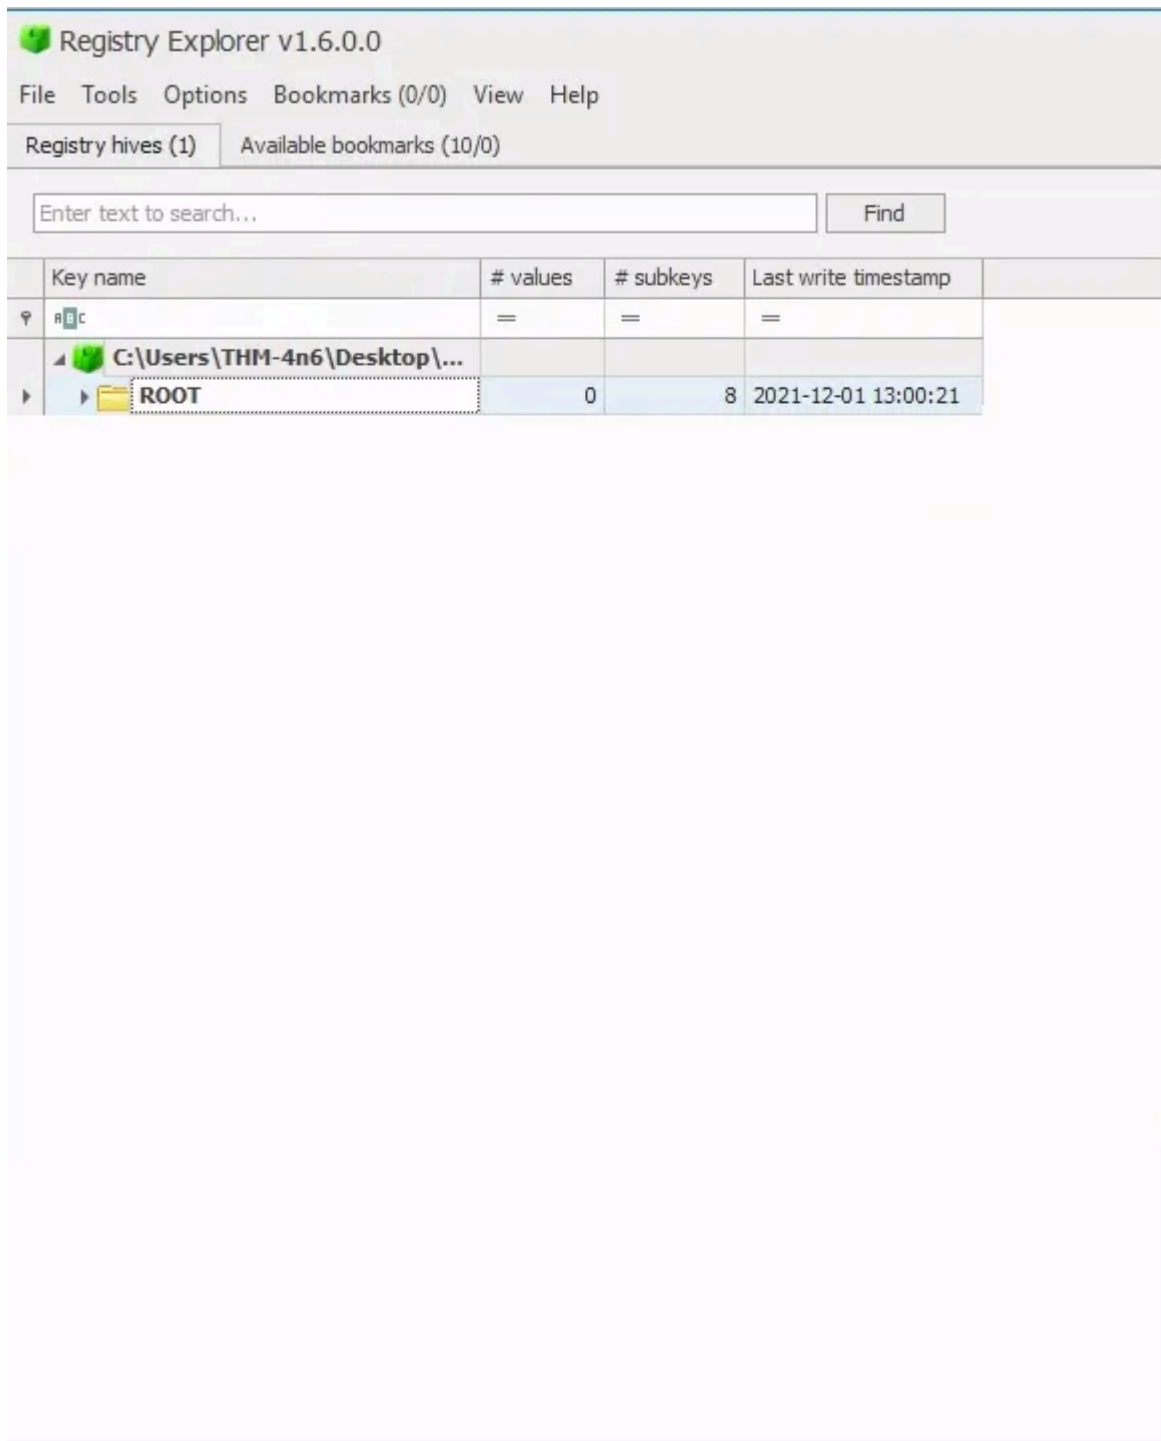 Registry Explorer v1.6.0.0
File Tools Options Bookmarks (0/0) View Help
Registry hives (1) Available bookmarks (10/0)
Enter text to search... Find
Key name # values # subkeys Last write timestamp
ABC = = =
C:\Users\THM-4n6\Desktop\...
ROOT 0 8 2021-12-01 13:00:21